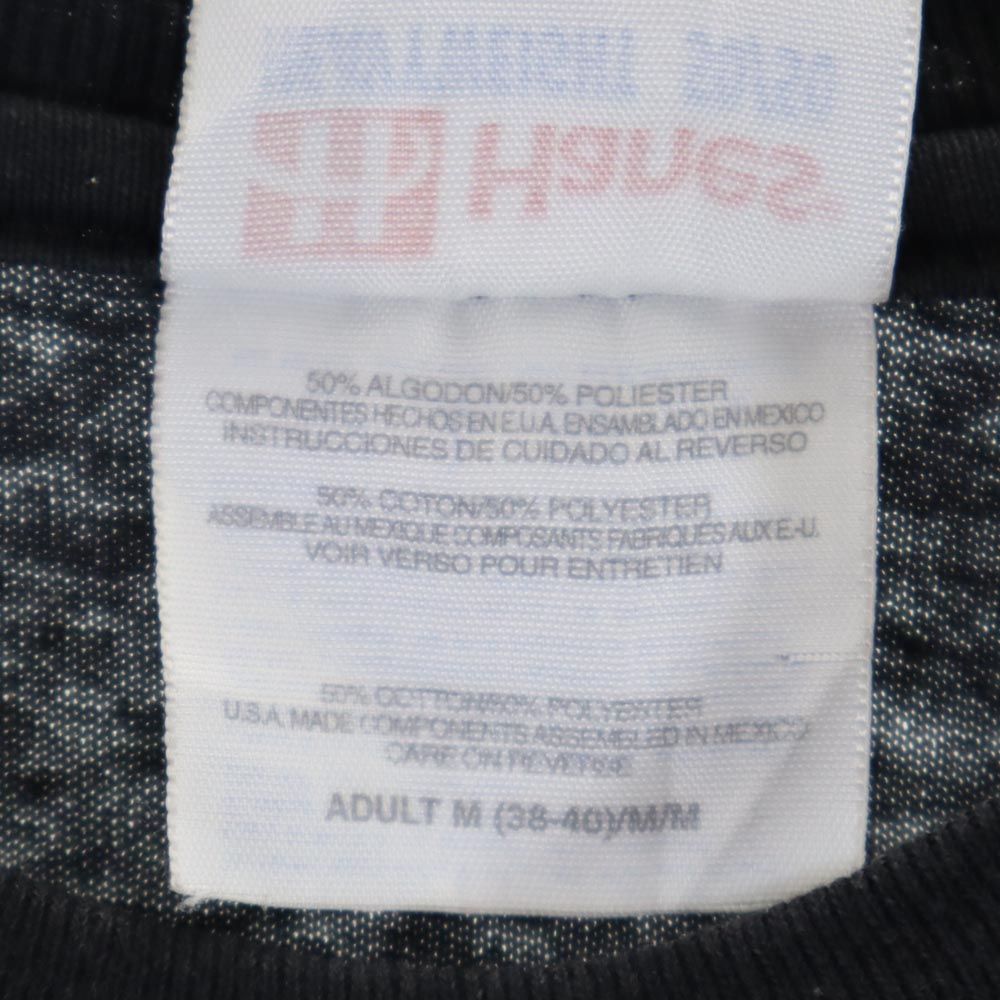 Hanes
50% ALGODON/50% POLIESTER
COMPONENTES HECHOS EN E.U.A. ENSAMBLADO EN MEXICO
INSTRUCCIONES DE CUIDADO AL REVERSO
50% COTON/50% POLYESTER
ASSEMBLE AU MEXIQUE COMPOSANTS FABRIQUES AUX E-U.
VOIR VERSO POUR ENTRETIEN
50% COTTON/50% POLYESTER
U.S.A. MADE COMPONENTS ASSEMBLED IN MEXICO
CARE ON REVERSE
ADULT M (38-40)/M/M